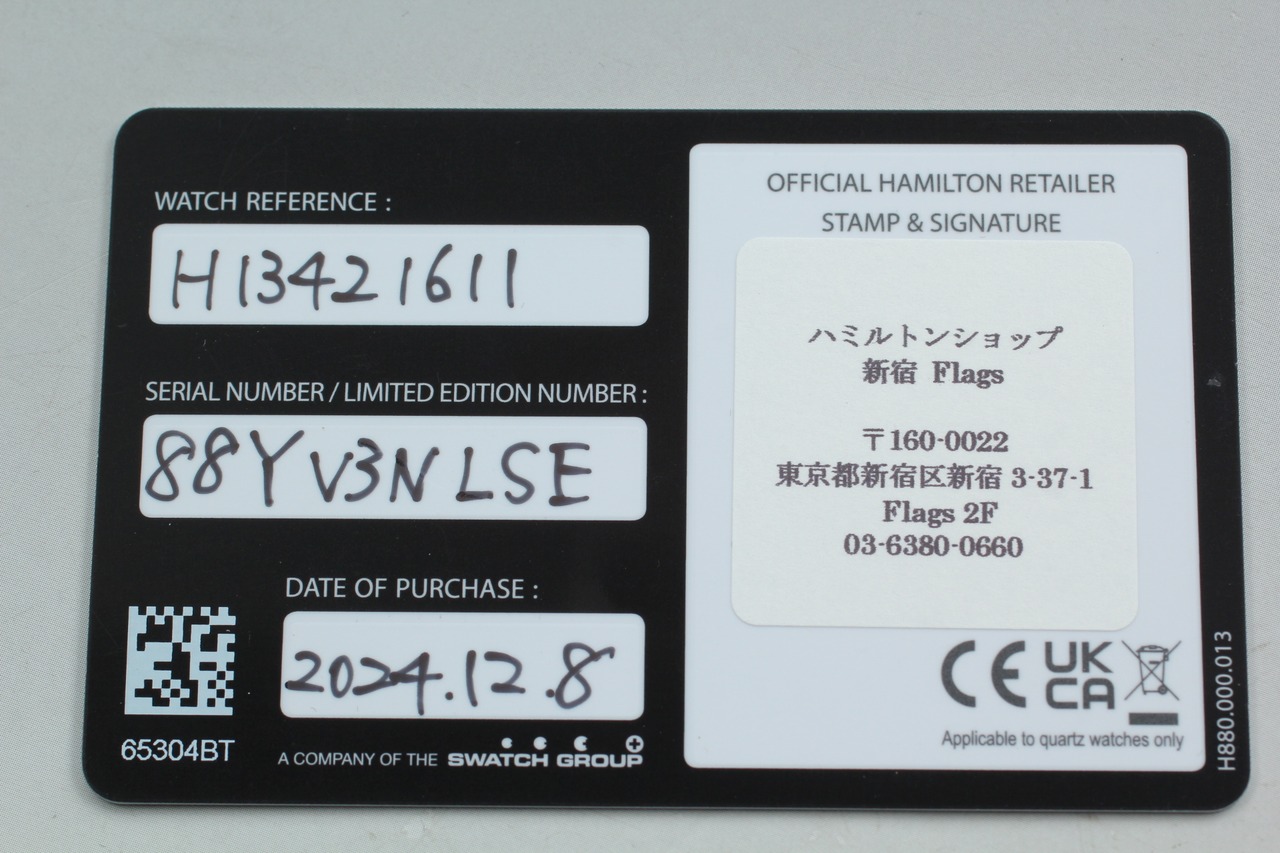 WATCH REFERENCE :
H13421611
SERIAL NUMBER / LIMITED EDITION NUMBER :
88YV3NLSE
DATE OF PURCHASE :
2024.12.8
65304BT
A COMPANY OF THE SWATCH GROUP
OFFICIAL HAMILTON RETAILER
STAMP & SIGNATURE
ハミルトンショップ
新宿 Flags
〒160-0022
東京都新宿区新宿 3-37-1
Flags 2F
03-6380-0660
CE UK CA
Applicable to quartz watches only
H880.000.013